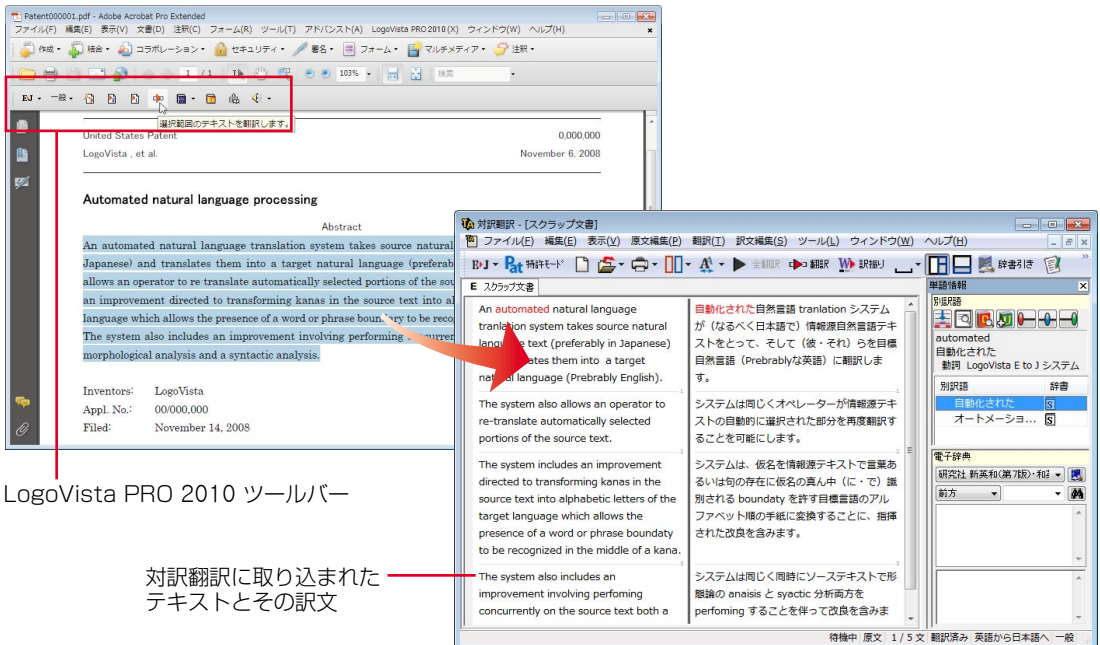 Patent000001.pdf - Adobe Acrobat Pro Extended
ファイル(F) 編集(E) 表示(V) 文書(D) 注釈(C) フォーム(R) ツール(T) アドバンスト(A) LogoVista PRO 2010 (X) ウィンドウ(W) ヘルプ(H)
作成 結合 コラボレーション セキュリティ 署名 フォーム マルチメディア 注釈
1 / 1 103% 検索
EJ 一般
選択範囲のテキストを翻訳します。
United States Patent 0,000,000
LogoVista , et al. November 6, 2008
Automated natural language processing
Abstract
An automated natural language translation system takes source natural
Japanese) and translates them into a target natural language (preferab
allows an operator to re translate automatically selected portions of the sou
an improvement directed to transforming kanas in the source text into al
language which allows the presence of a word or phrase boundary to be reco
The system also includes an improvement involving performing
morphological analysis and a syntactic analysis.
Inventors: LogoVista
Appl. No.: 00/000,000
Filed: November 14, 2008
LogoVista PRO 2010 ツールバー
対訳翻訳に取り込まれた
テキストとその訳文
対訳翻訳 - [スクラップ文書]
ファイル(F) 編集(E) 表示(V) 原文編集(P) 翻訳(T) 訳文編集(S) ツール(L) ウィンドウ(W) ヘルプ(H)
EJ Pat 特許モード 全翻訳 翻訳 訳振り 辞書引き
E スクラップ文書
An automated natural language
tranlation system takes source natural
language text (preferably in Japanese)
ates them into a target
natural language (Prebrably English).
1
The system also allows an operator to
re-translate automatically selected
portions of the source text.
2
The system includes an improvement
directed to transforming kanas in the
source text into alphabetic letters of the
target language which allows the
presence of a word or phrase boundaty
to be recognized in the middle of a kana.
3
The system also includes an
improvement involving perfoming
concurrently on the source text both a
自動化された自然言語 tranlation システム
が（なるべく日本語で）情報源自然言語テキ
ストをとって、そして（彼・それ）らを目標
自然言語（Prebrablyな英語）に翻訳しま
す。
1
システムは同じくオペレーターが情報源テキ
ストの自動的に選択された部分を再度翻訳す
ることを可能にします。
2
システムは、仮名を情報源テキストで言葉あ
るいは句の存在に仮名の真ん中（に・で）識
別される boundaty を許す目標言語のアル
ファベット順の手紙に変換することに、指揮
された改良を含みます。
3
システムは同じく同時にソーステキストで形
態論の anaisis と syactic 分析両方を
perfoming することを伴って改良を含みま
単語情報
別訳語
automated
自動化された
動詞 LogoVista E to J システム
別訳語 辞書
自動化された S
オートメーショ... S
電子辞典
研究社 新英和(第7版)・和
前方
待機中 原文 1 / 5 文 翻訳済み 英語から日本語へ 一般